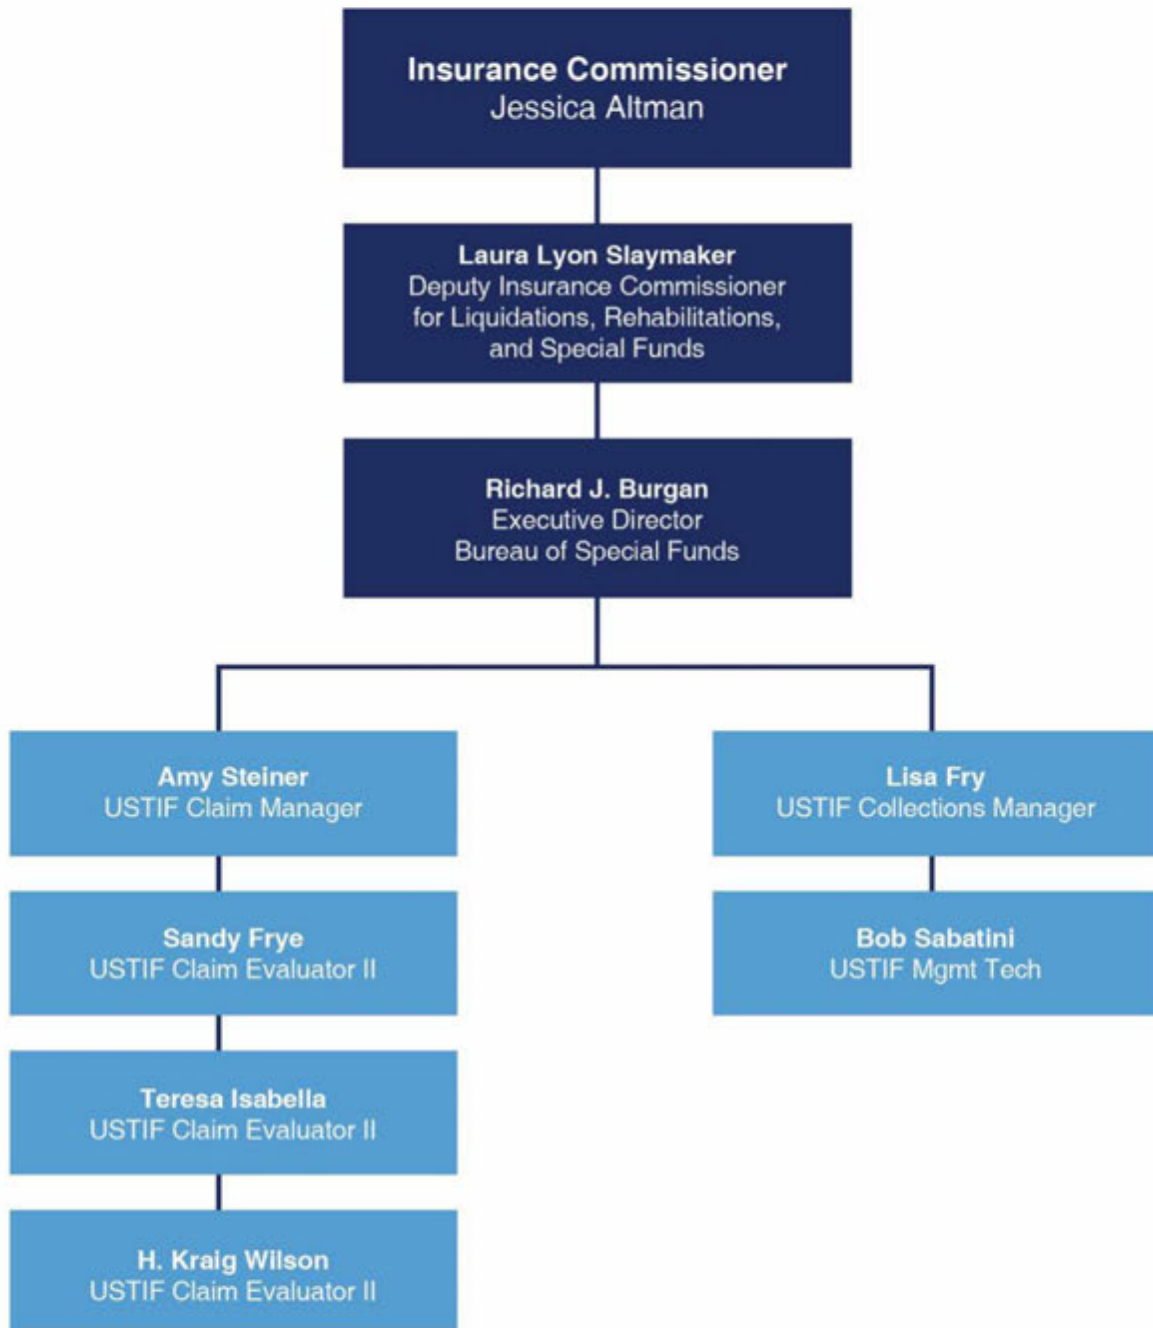 Insurance Commissioner
Jessica Altman
Laura Lyon Slaymaker
Deputy Insurance Commissioner
for Liquidations, Rehabilitations,
and Special Funds
Richard J. Burgan
Executive Director
Bureau of Special Funds
Amy Steiner
USTIF Claim Manager
Sandy Frye
USTIF Claim Evaluator II
Teresa Isabella
USTIF Claim Evaluator II
H. Kraig Wilson
USTIF Claim Evaluator II
Lisa Fry
USTIF Collections Manager
Bob Sabatini
USTIF Mgmt Tech